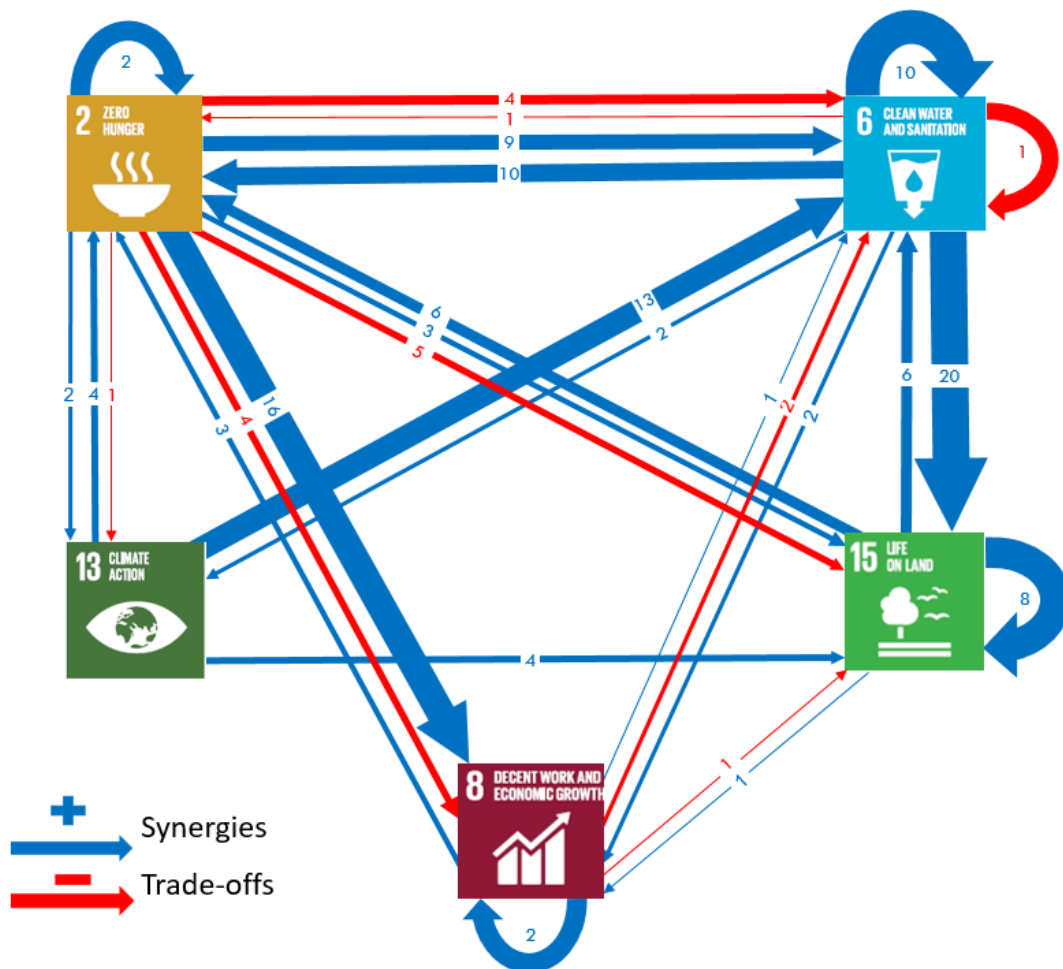 2
2 ZERO
HUNGER
4
1
9
10
10
6 CLEAN WATER
AND SANITATION
1
6
3
5
13
2
2
4
1
3
4
16
1
2
2
6
20
13 CLIMATE
ACTION
15 LIFE
ON LAND
8
4
8 DECENT WORK AND
ECONOMIC GROWTH
1
1
2
+
Synergies
-
Trade-offs